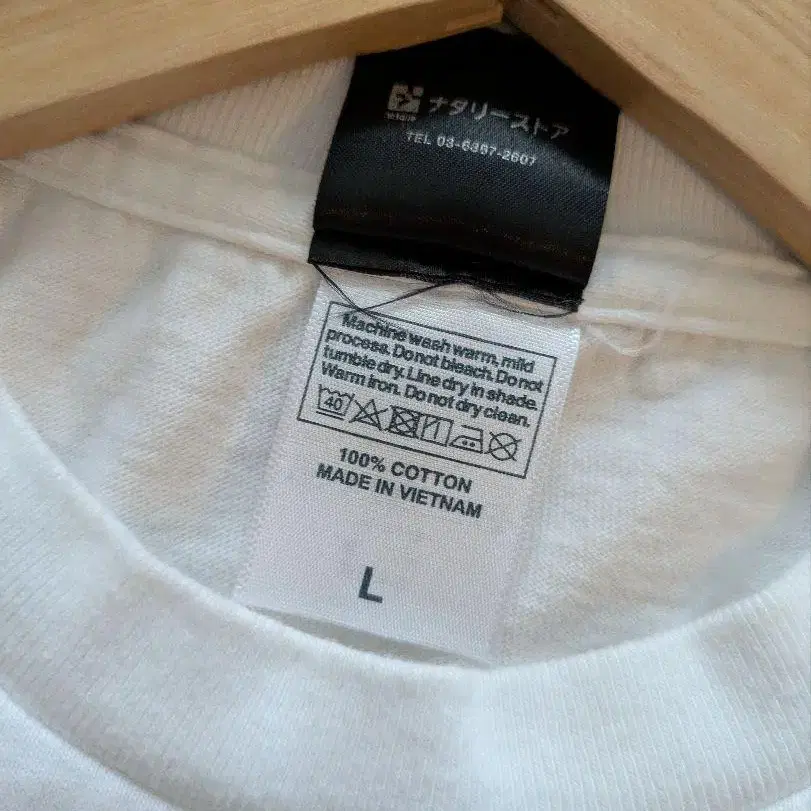 ナタリーストア
TEL 03-6387-2607
Machine wash warm, mild
process. Do not bleach. Do not
tumble dry. Line dry in shade.
Warm iron. Do not dry clean.
40
100% COTTON
MADE IN VIETNAM
L